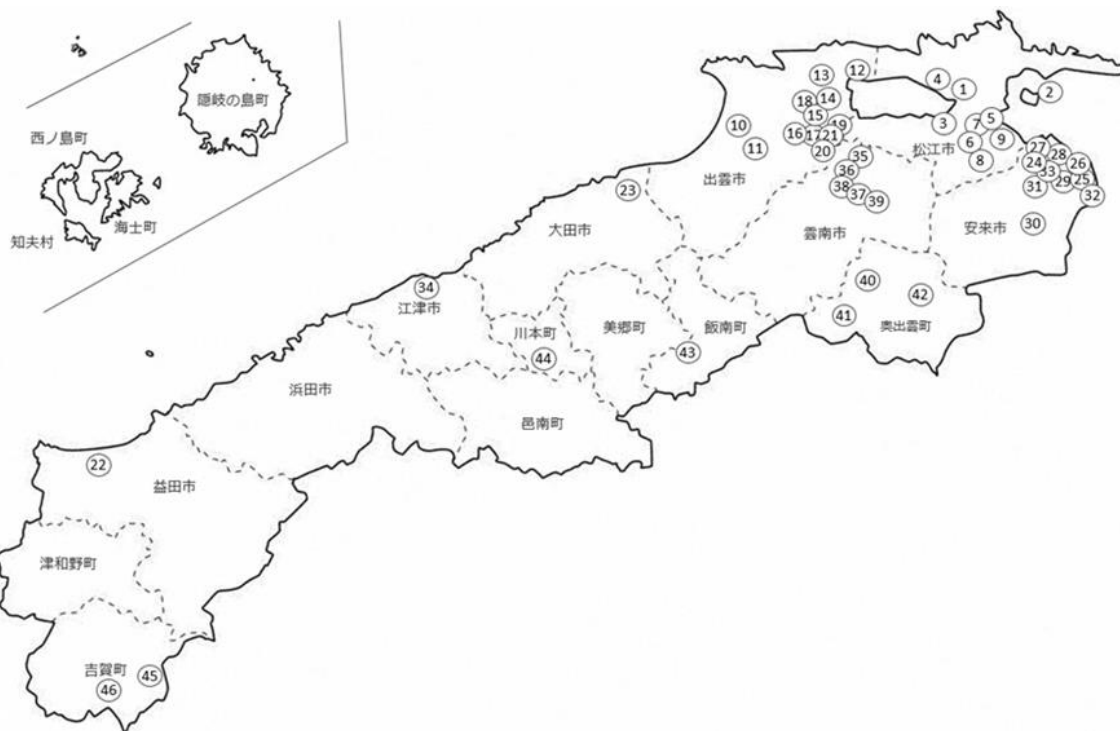 隠岐の島町
西ノ島町
海士町
知夫村
⑫
⑬
④
①
②
⑱
⑭
⑮
⑩
⑯
⑰
㉑
⑲
⑳
⑪
③
⑦
⑤
⑥
⑨
⑧
松江市
㉗
㉔
㉘
㉖
㉝
㉛
㉙
㉕
㉜
㉟
㊱
㊳
㊲
㊴
出雲市
㉓
大田市
雲南市
安来市
㉚
㉞
江津市
川本町
㊹
美郷町
飯南町
㊸
㊵
㊷
㊶
奥出雲町
浜田市
邑南町
㉒
益田市
津和野町
吉賀町
㊺
㊻